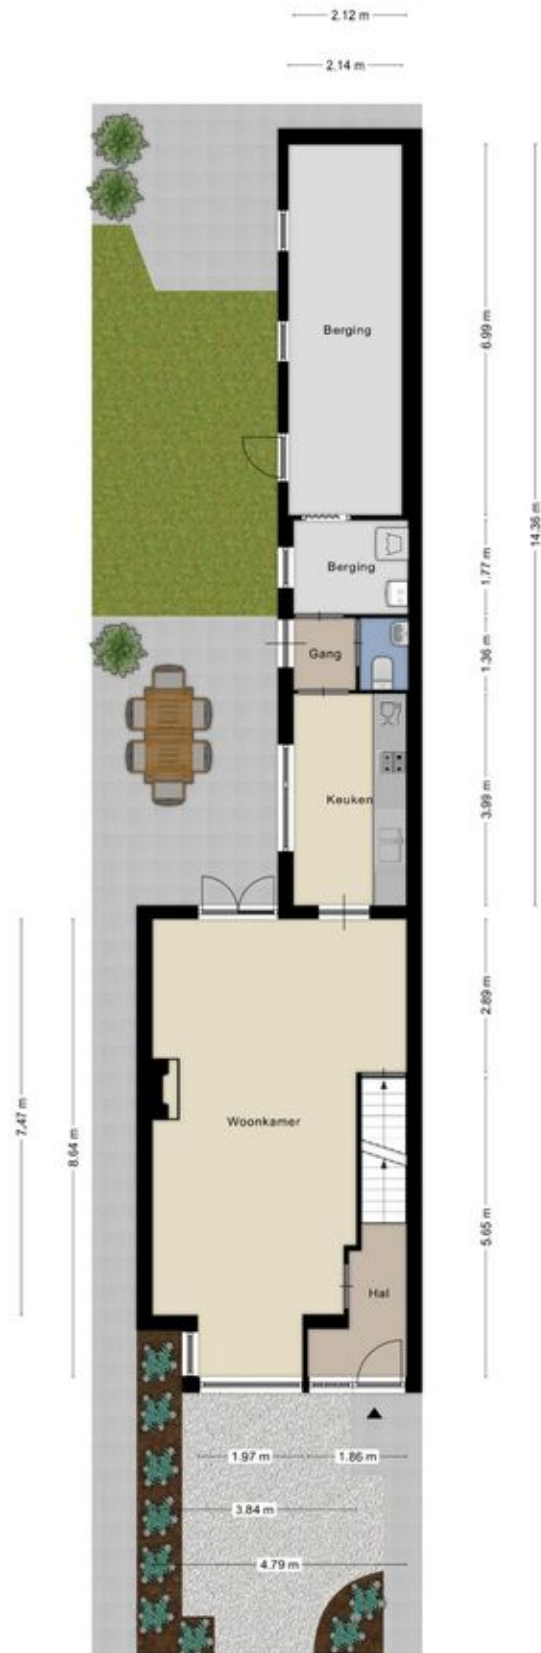 2.12 m
2.14 m
Berging
6.99 m
14.36 m
Berging
1.77 m
Gang
1.36 m
Keuken
3.99 m
2.89 m
7.47 m
8.64 m
Woonkamer
5.65 m
Hal
1.97 m
1.86 m
3.84 m
4.79 m